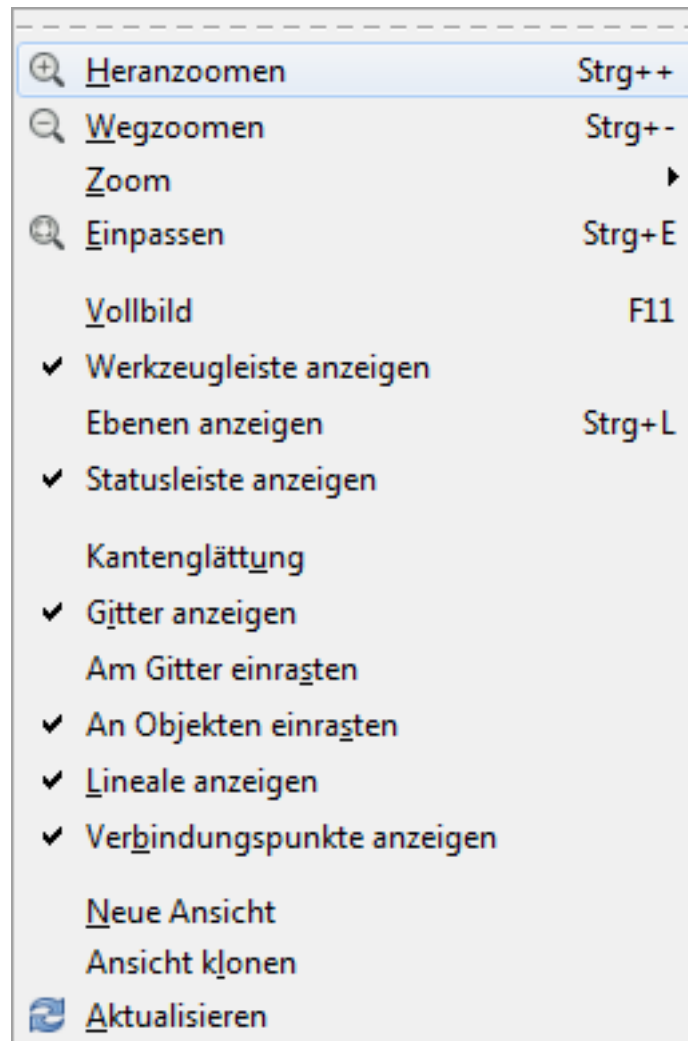 Heranzoomen Strg++
Wegzoomen Strg+-
Zoom
Einpassen Strg+E
Vollbild F11
Werkzeugleiste anzeigen
Ebenen anzeigen Strg+L
Statusleiste anzeigen
Kantenglättung
Gitter anzeigen
Am Gitter einrasten
An Objekten einrasten
Lineale anzeigen
Verbindungspunkte anzeigen
Neue Ansicht
Ansicht klonen
Aktualisieren